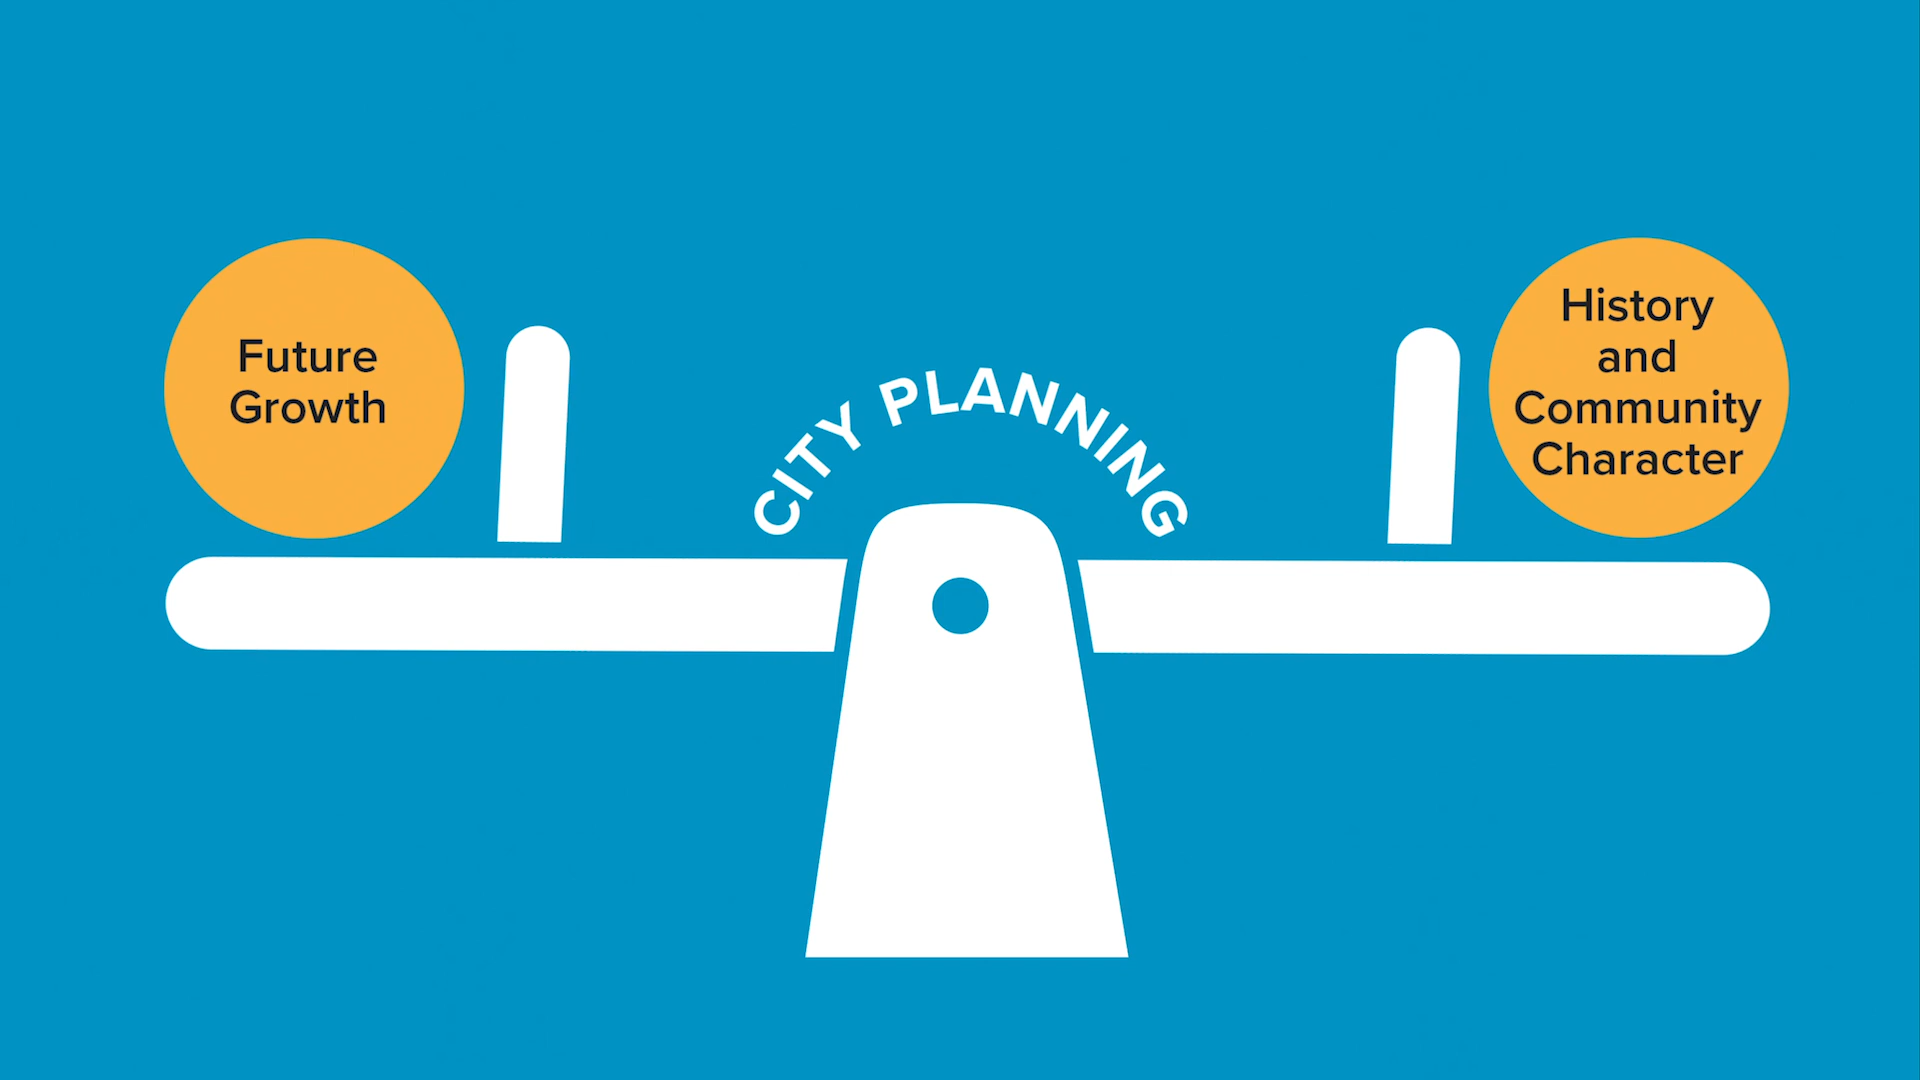 Future
Growth
CITY PLANNING
History
and
Community
Character